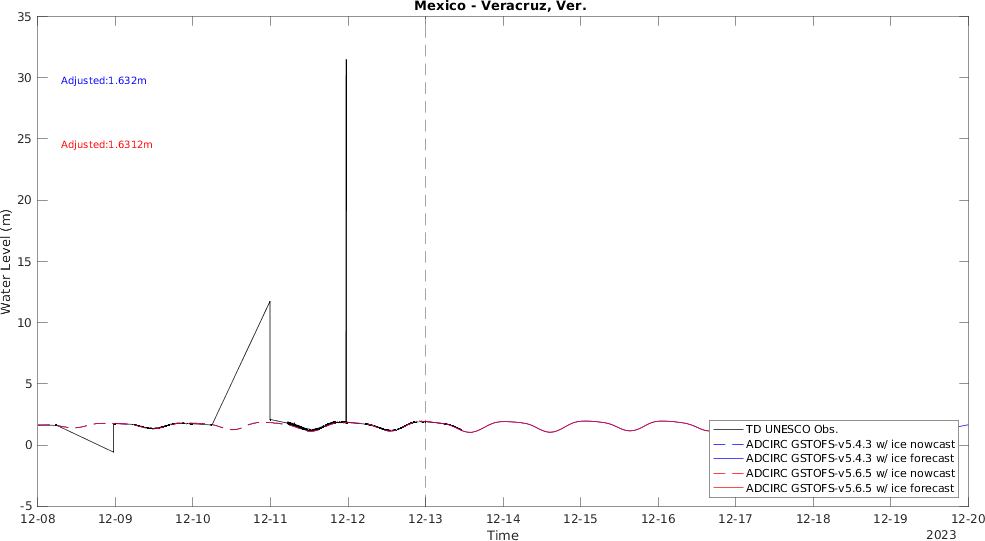 Mexico - Veracruz, Ver.
35
30
25
20
15
10
5
0
-5
Water Level (m)
Adjusted:1.632m
Adjusted:1.6312m
TD UNESCO Obs.
ADCIRC GSTOFS-v5.4.3 w/ ice nowcast
ADCIRC GSTOFS-v5.4.3 w/ ice forecast
ADCIRC GSTOFS-v5.6.5 w/ ice nowcast
ADCIRC GSTOFS-v5.6.5 w/ ice forecast
12-08 12-09 12-10 12-11 12-12 12-13 12-14 12-15 12-16 12-17 12-18 12-19 12-20
Time
2023